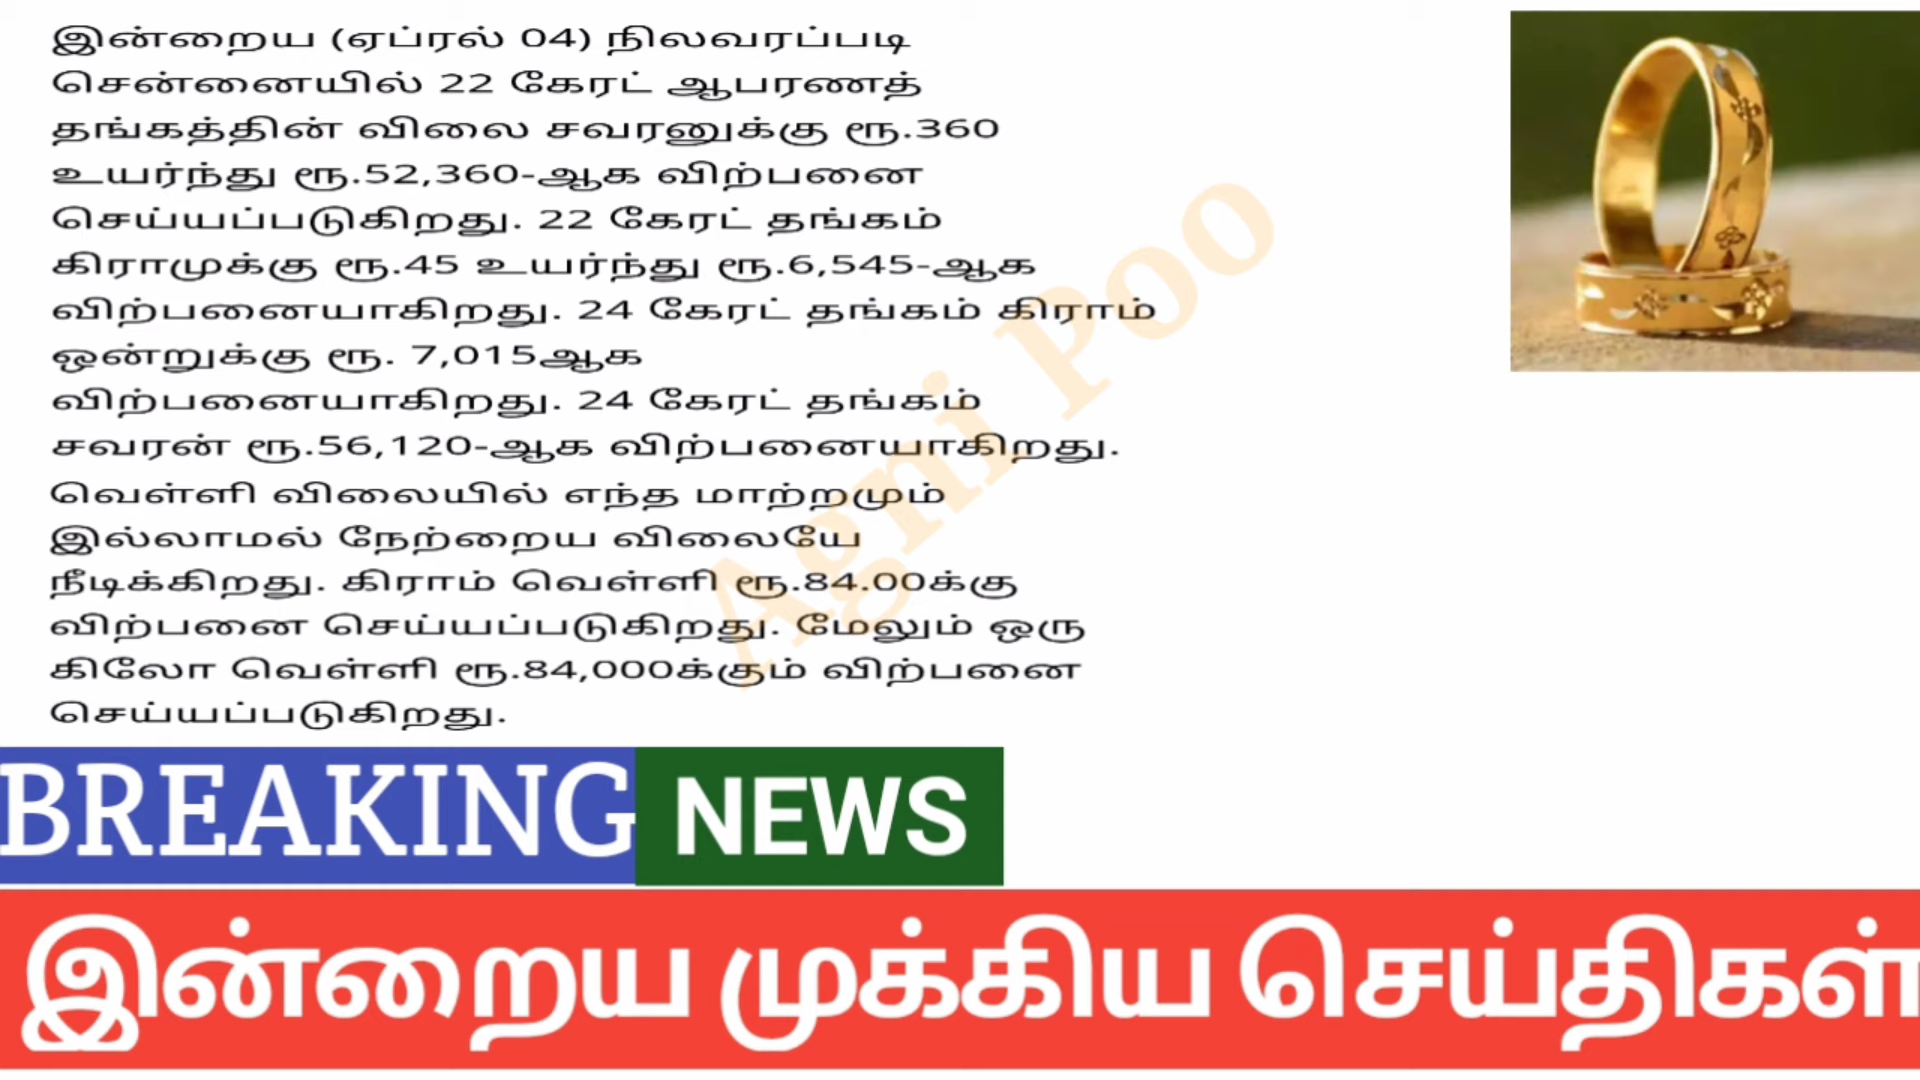 இன்றைய (ஏப்ரல் 04) நிலவரப்படி
சென்னையில் 22 கேரட் ஆபரணத்
தங்கத்தின் விலை சவரனுக்கு ரூ.360
உயர்ந்து ரூ.52,360-ஆக விற்பனை
செய்யப்படுகிறது. 22 கேரட் தங்கம்
கிராமுக்கு ரூ.45 உயர்ந்து ரூ.6,545-ஆக
விற்பனையாகிறது. 24 கேரட் தங்கம் கிராம்
ஒன்றுக்கு ரூ. 7,015ஆக
விற்பனையாகிறது. 24 கேரட் தங்கம்
சவரன் ரூ.56,120-ஆக விற்பனையாகிறது.
வெள்ளி விலையில் எந்த மாற்றமும்
இல்லாமல் நேற்றைய விலையே
நீடிக்கிறது. கிராம் வெள்ளி ரூ.84.00க்கு
விற்பனை செய்யப்படுகிறது. மேலும் ஒரு
கிலோ வெள்ளி ரூ.84,000க்கும் விற்பனை
செய்யப்படுகிறது.
Agni Poo
BREAKING NEWS
இன்றைய முக்கிய செய்திகள்